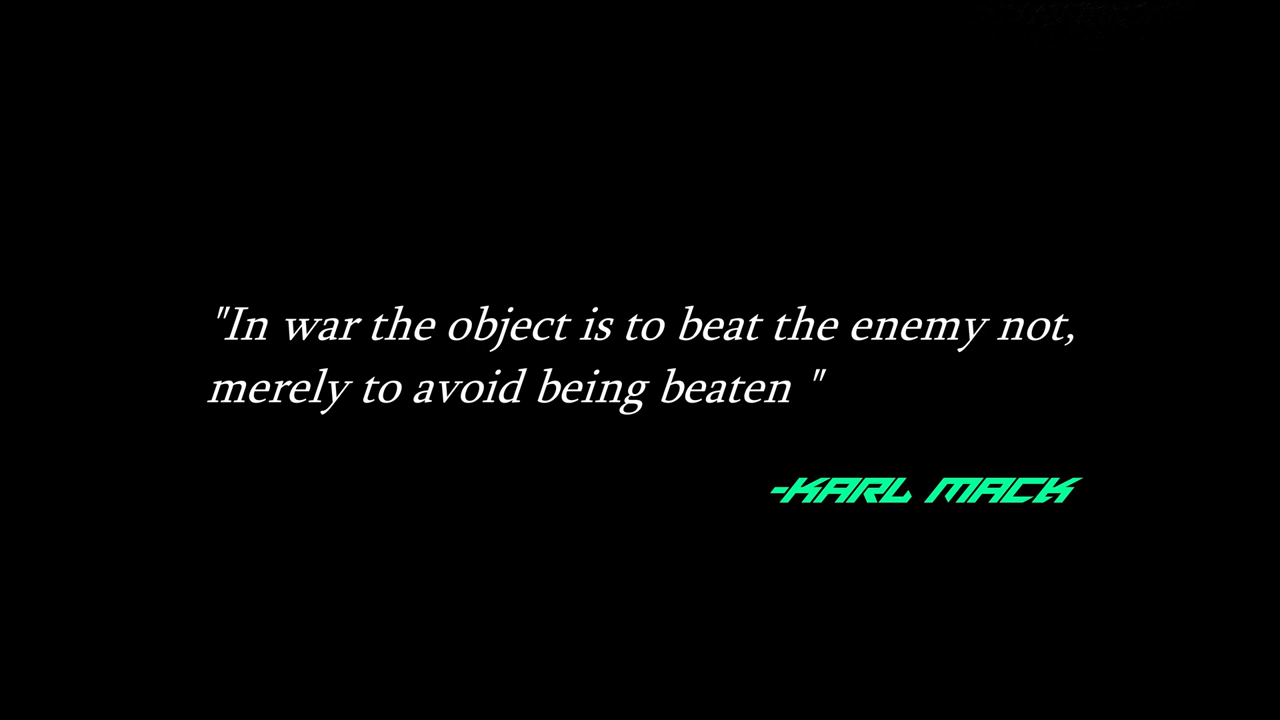 "In war the object is to beat the enemy not,
merely to avoid being beaten "
-KARL MACK